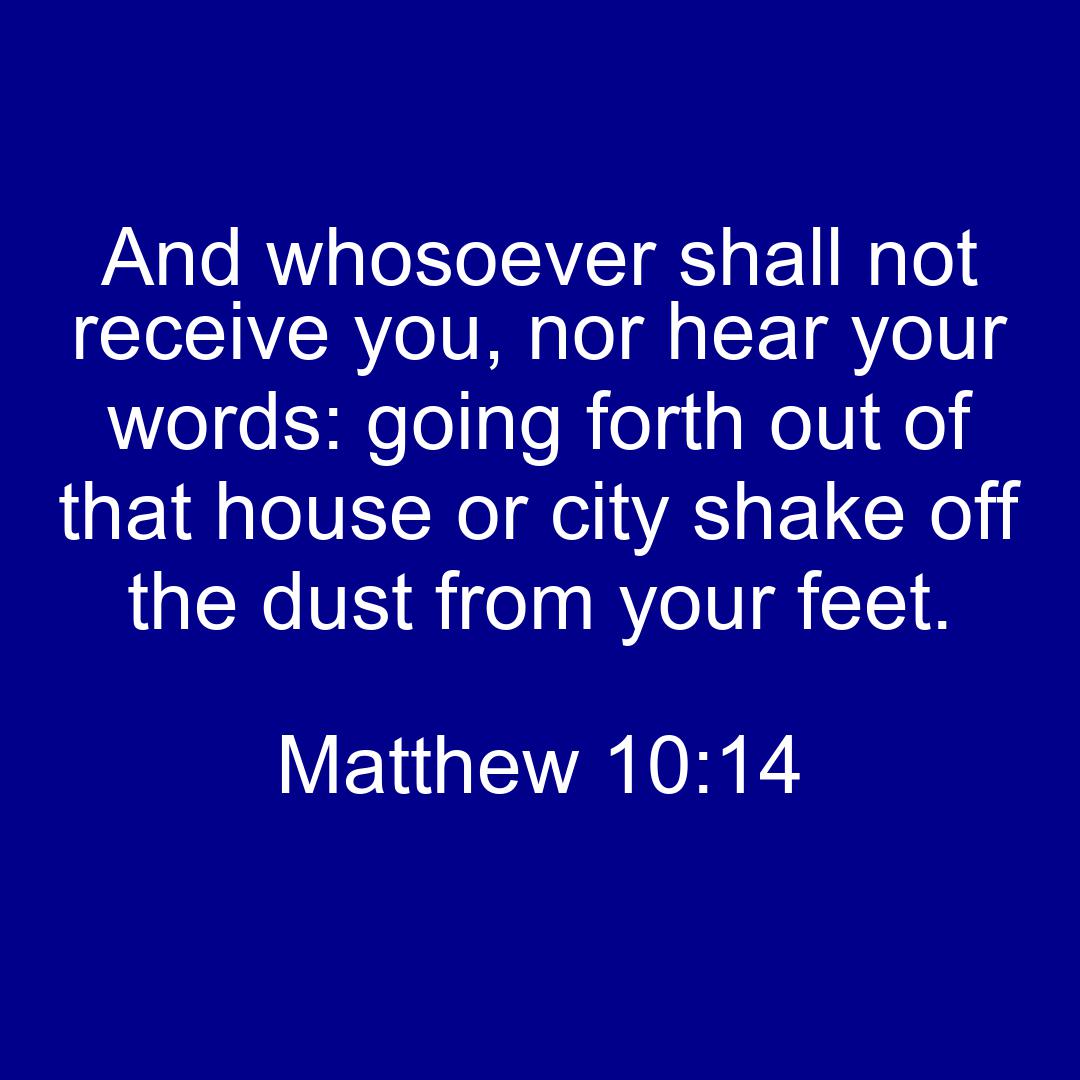 And whosoever shall not
receive you, nor hear your
words: going forth out of
that house or city shake off
the dust from your feet.
Matthew 10:14